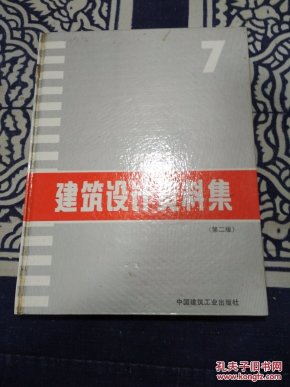 7
建筑设计资料集
（第二版）
中国建筑工业出版社
孔夫子旧书网